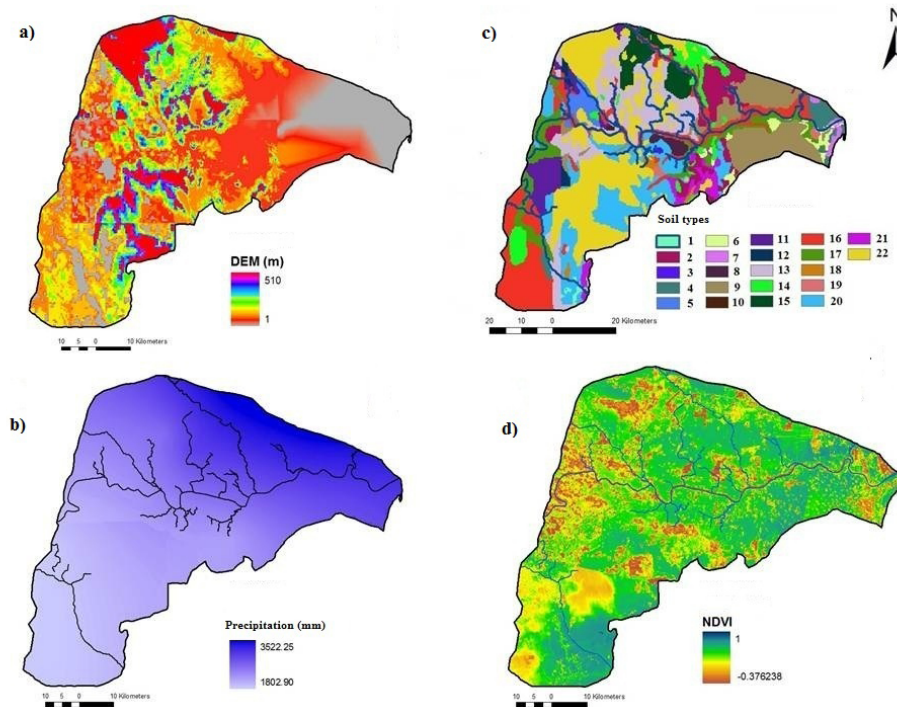 a)
DEM (m)
510
1
10 5 0 10 Kilometers
c)
N
Soil types
1 6 11 16 21
2 7 12 17 22
3 8 13 18
4 9 14 19
5 10 15 20
20 10 0 20 Kilometers
b)
Precipitation (mm)
3522.25
1802.90
10 5 0 10 Kilometers
d)
NDVI
1
-0.376238
10 5 0 10 Kilometers